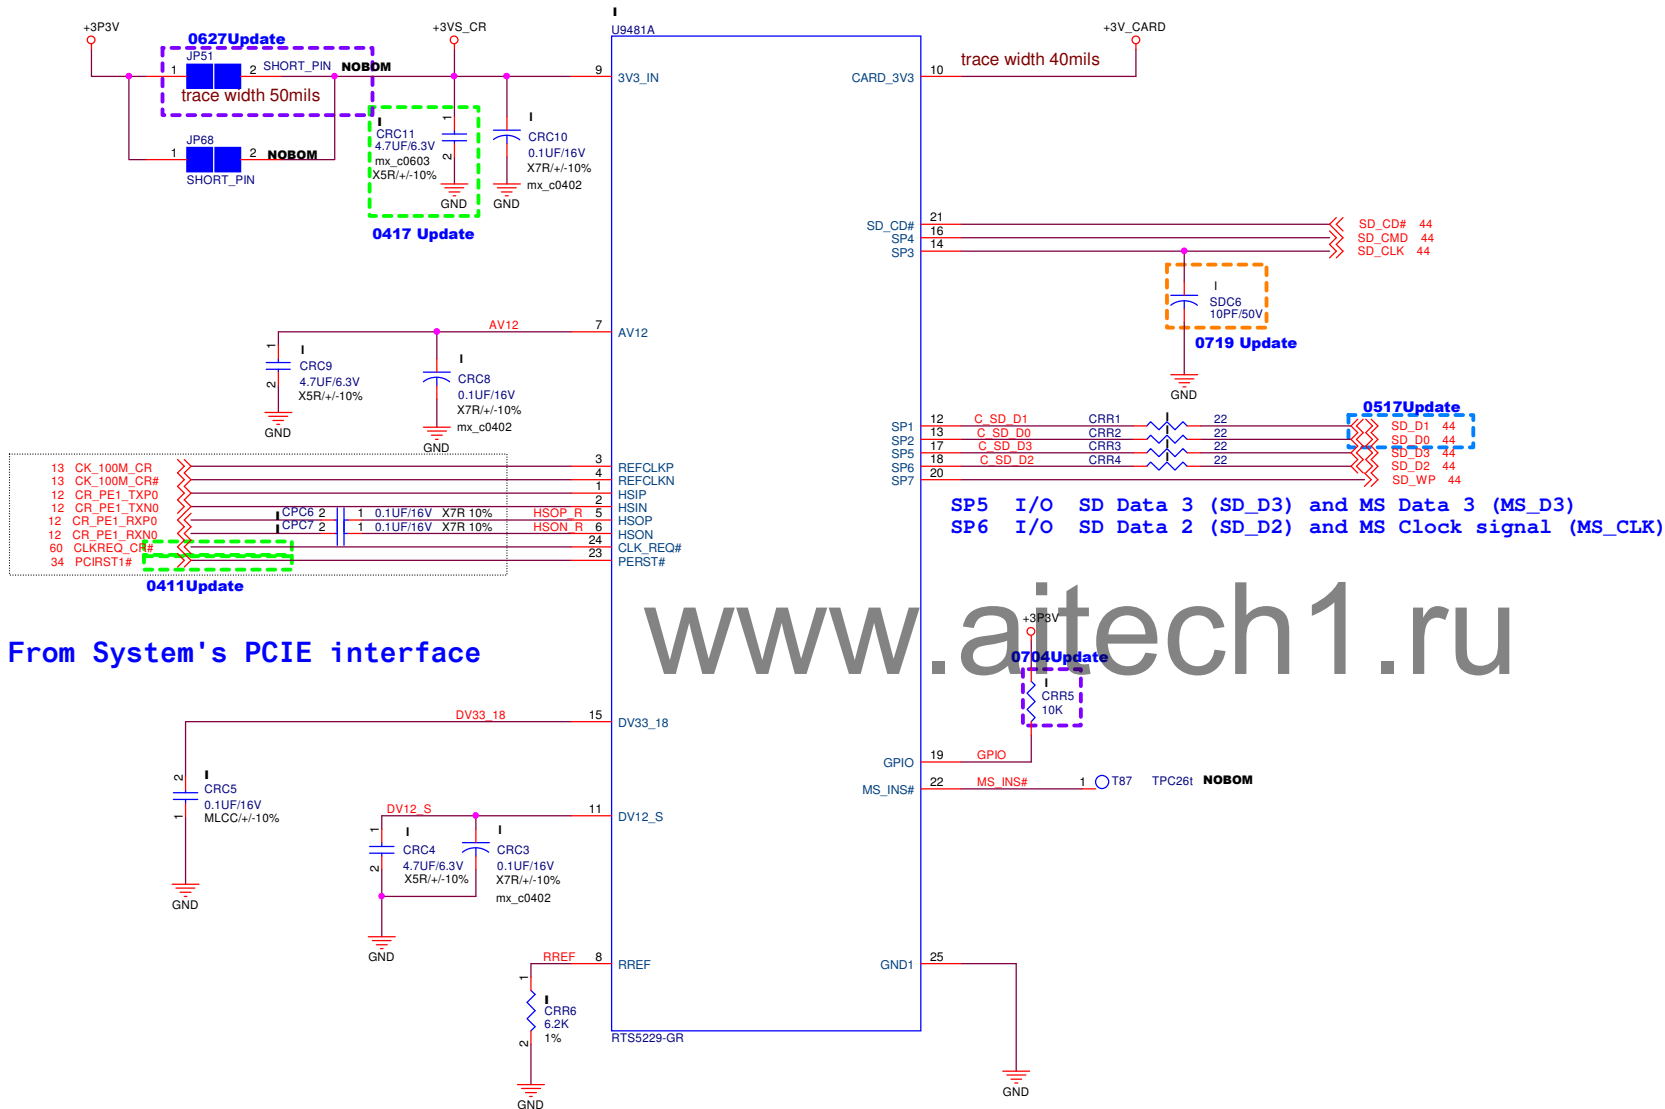 +3P3V
0627Update
JP51
1 2 SHORT_PIN NOBOM
trace width 50mils
JP68
1 2 NOBOM
SHORT_PIN
+3VS_CR
I
CRC11
4.7UF/6.3V
mx_c0603
X5R/+/-10%
1
2
GND
0417 Update
I
CRC10
0.1UF/16V
X7R/+/-10%
mx_c0402
GND
I
U9481A
9 3V3_IN
CARD_3V3 10
trace width 40mils
+3V_CARD
SD_CD# 21 SD_CD# 44
SP4 16 SD_CMD 44
SP3 14 SD_CLK 44
I
SDC6
10PF/50V
0719 Update
GND
AV12 7 AV12
1
2
I
CRC9
4.7UF/6.3V
X5R/+/-10%
GND
I
CRC8
0.1UF/16V
X7R/+/-10%
mx_c0402
GND
0517Update
SP1 12 C_SD_D1 CRR1 I 22 SD_D1 44
SP2 13 C_SD_D0 CRR2 22 SD_D0 44
SP5 17 C_SD_D3 CRR3 I 22 SD_D3 44
SP6 18 C_SD_D2 CRR4 22 SD_D2 44
SP7 20 SD_WP 44
SP5 I/O SD Data 3 (SD_D3) and MS Data 3 (MS_D3)
SP6 I/O SD Data 2 (SD_D2) and MS Clock signal (MS_CLK)
13 CK_100M_CR 3 REFCLKP
13 CK_100M_CR# 4 REFCLKN
12 CR_PE1_TXP0 1 HSIP
12 CR_PE1_TXN0 2 HSIN
12 CR_PE1_RXP0 I CPC6 2 1 0.1UF/16V X7R 10% HSOP_R 5 HSOP
12 CR_PE1_RXN0 I CPC7 2 1 0.1UF/16V X7R 10% HSON_R 6 HSON
60 CLKREQ_CR# 24 CLK_REQ#
34 PCIRST1# 23 PERST#
0411Update
www.aitech1.ru
From System's PCIE interface
+3P3V
0704Update
I
CRR5
10K
DV33_18 15 DV33_18
2
1
I
CRC5
0.1UF/16V
MLCC/+/-10%
GND
GPIO 19 GPIO
MS_INS# 22 MS_INS# 1 T87 TPC26t NOBOM
DV12_S 11 DV12_S
1
2
I
CRC4
4.7UF/6.3V
X5R/+/-10%
GND
I
CRC3
0.1UF/16V
X7R/+/-10%
mx_c0402
RREF 8 RREF
1
2
I
CRR6
6.2K
1%
GND
GND1 25
GND
RTS5229-GR